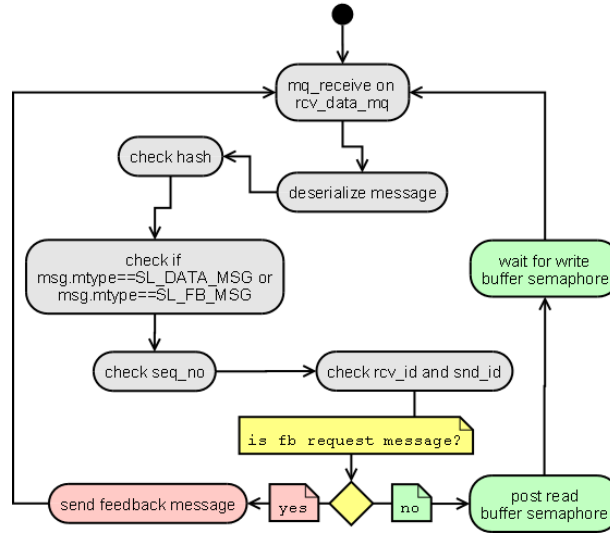 mq_receive on
rcv_data_mq
check hash
deserialize message
check if
msg.mtype==SL_DATA_MSG or
msg.mtype==SL_FB_MSG
wait for write
buffer semaphore
check seq_no
check rcv_id and snd_id
is fb request message?
send feedback message
yes
no
post read
buffer semaphore